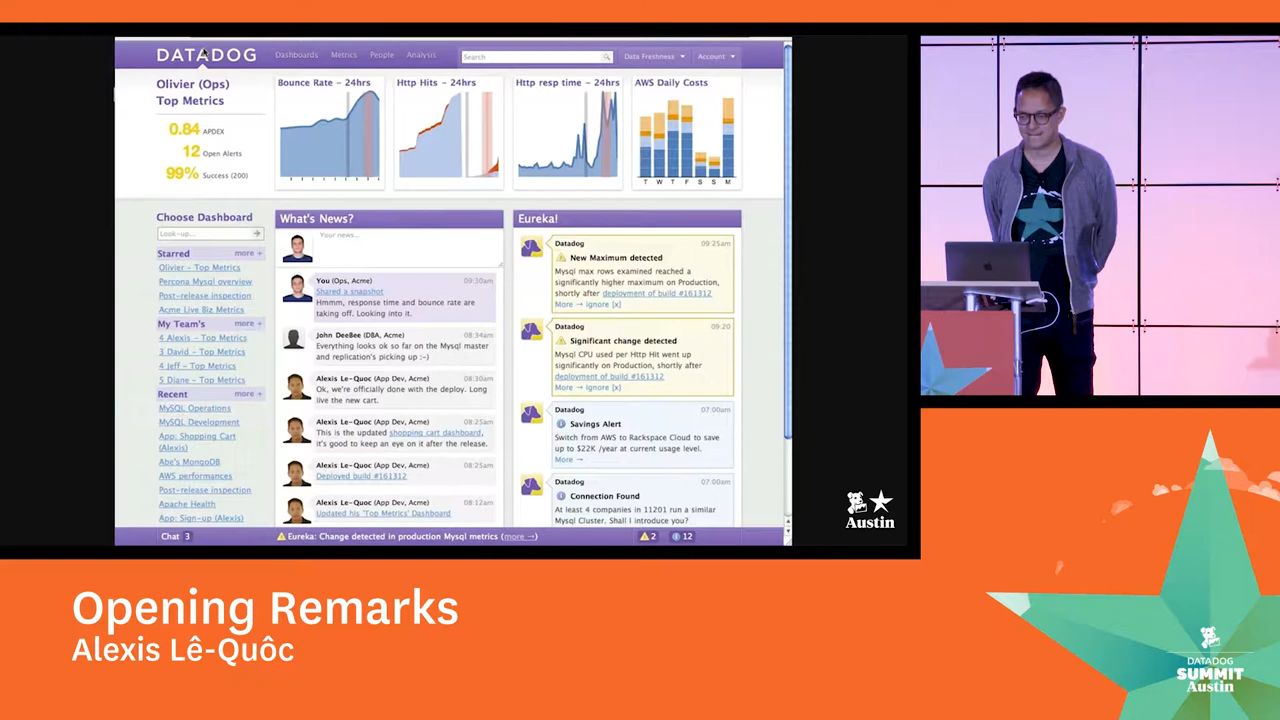 DATADOG
Dashboards
Metrics
People
Analysis
Search
Data Freshness
Account
Olivier (Ops)
Top Metrics
0.84 APDEX
12 Open Alerts
99% Success (200)
Bounce Rate - 24hrs
Http Hits - 24hrs
Http resp time - 24hrs
AWS Daily Costs
T W T F S S M
Choose Dashboard
Look-up...
Starred more +
Olivier - Top Metrics
Percona Mysql overview
Post-release inspection
Acme Live Biz Metrics
My Team's more +
4 Alexis - Top Metrics
3 David - Top Metrics
4 Jeff - Top Metrics
5 Diane - Top Metrics
Recent more +
MySQL Operations
MySQL Development
App: Shopping Cart
(Alexis)
Abe's MongoDB
AWS performances
Post-release inspection
Apache Health
App: Sign-up (Alexis)
What's News?
Your news...
You (Ops, Acme) 09:30am
Shared a snapshot
Hmmm, response time and bounce rate are
taking off. Looking into it.
John DeeBee (DBA, Acme) 08:34am
Everything looks ok so far on the Mysql master
and replication's picking up :-)
Alexis Le-Quôc (App Dev, Acme) 08:30am
Ok, we're officially done with the deploy. Long
live the new cart.
Alexis Le-Quôc (App Dev, Acme) 08:25am
This is the updated shopping cart dashboard,
it's good to keep an eye on it after the release.
Alexis Le-Quôc (App Dev, Acme) 08:25am
Deployed build #161312
Alexis Le-Quôc (App Dev, Acme) 08:12am
Updated his 'Top Metrics' Dashboard
Eureka!
Datadog 09:25am
New Maximum detected
Mysql max rows examined reached a
significantly higher maximum on Production,
shortly after deployment of build #161312
More → Ignore [x]
Datadog 09:20
Significant change detected
Mysql CPU used per Http Hit went up
significantly on Production, shortly after
deployment of build #161312
More → Ignore [x]
Datadog 07:00am
Savings Alert
Switch from AWS to Rackspace Cloud to save
up to $22K /year at current usage level.
More →
Datadog 07:00am
Connection Found
At least 4 companies in 11201 run a similar
Mysql Cluster. Shall I introduce you?
Chat 3
Eureka: Change detected in production Mysql metrics (more →)
2
12
Austin
Opening Remarks
Alexis Lê-Quôc
DATADOG
SUMMIT
Austin